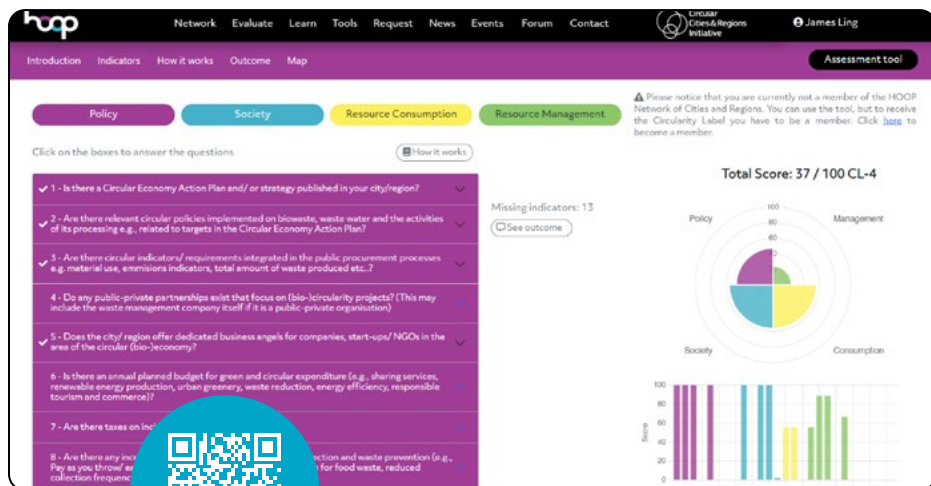 hoop
Network Evaluate Learn Tools Request News Events Forum Contact
Circular
Cities&Regions
Initiative
James Ling
Introduction Indicators How it works Outcome Map
Assessment tool
Policy Society Resource Consumption Resource Management
Please notice that you are currently not a member of the HOOP
Network of Cities and Regions. You can use the tool, but to receive
the Circularity Label you have to be a member. Click here to
become a member.
Click on the boxes to answer the questions
How it works
1 - Is there a Circular Economy Action Plan and/ or strategy published in your city/region?
2 - Are there relevant circular policies implemented on biowaste, waste water and the activities
of its processing e.g., related to targets in the Circular Economy Action Plan?
3 - Are there circular indicators/ requirements integrated in the public procurement processes
e.g. material use, emmisions indicators, total amount of waste produced etc..?
4 - Do any public-private partnerships exist that focus on (bio-)circularity projects? (This may
include the waste management company itself if it is a public-private organisation)
5 - Does the city/ region offer dedicated business angels for companies, start-ups/ NGOs in the
area of the circular (bio-)economy?
6 - Is there an annual planned budget for green and circular expenditure (e.g., sharing services,
renewable energy production, urban greenery, waste reduction, energy efficiency, responsible
tourism and commerce)?
7 - Are there taxes on
8 - Are there any ection and waste prevention (e.g.,
Pay as you throw/ for food waste, reduced
collection
Missing indicators: 13
See outcome
Total Score: 37 / 100 CL-4
Policy
Management
100
80
60
Society
Consumption
Score
100
80
60
40
20
0